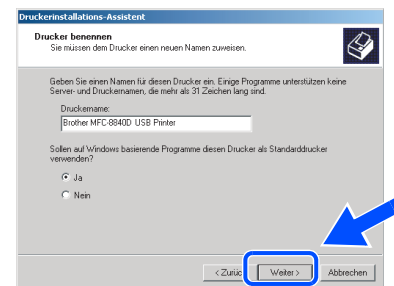 Druckerinstallations-Assistent
Drucker benennen
Sie müssen dem Drucker einen neuen Namen zuweisen.
Geben Sie einen Namen für diesen Drucker ein. Einige Programme unterstützen keine
Server- und Druckernamen, die mehr als 31 Zeichen lang sind.
Druckername:
Brother MFC-8840D USB Printer
Sollen auf Windows basierende Programme diesen Drucker als Standarddrucker
verwenden?
Ja
Nein
< Zurüc Weiter > Abbrechen